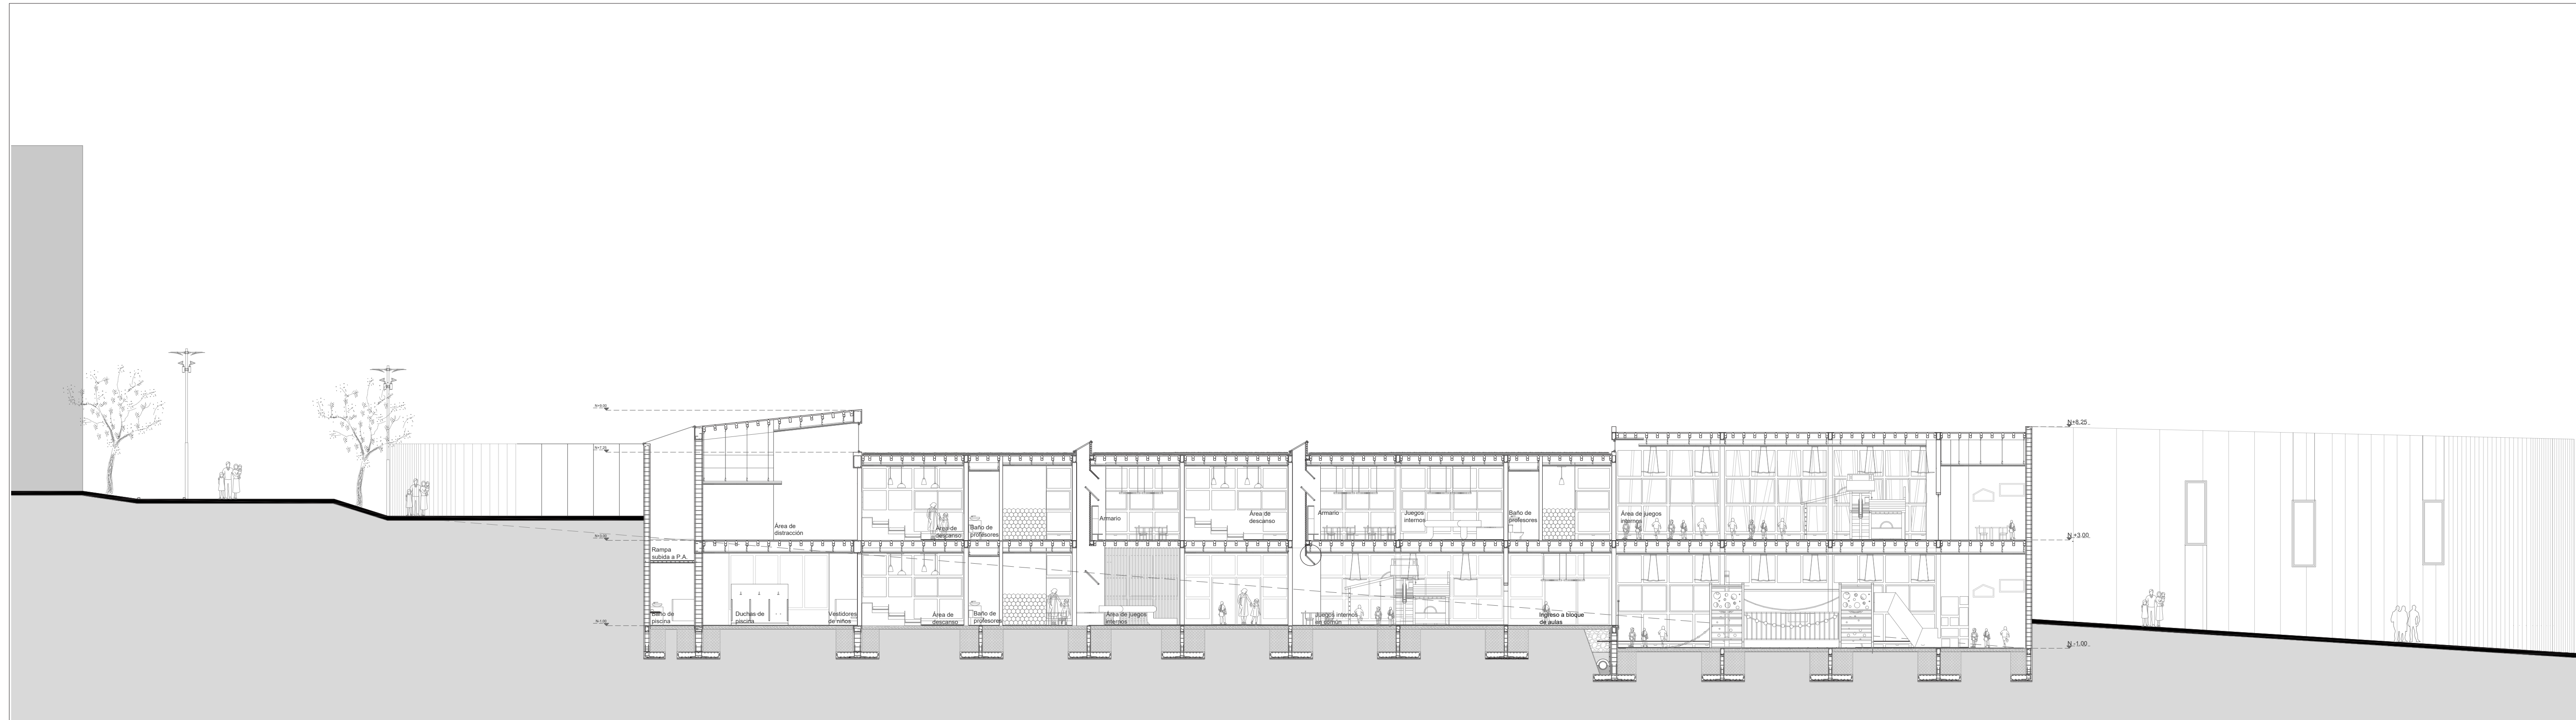 N+8.25
Área de
distracción
Área de
descanso
Baño de
profesores
Armario
Área de
descanso
Armario
Juegos
internos
Baño de
profesores
Área de juegos
internos
N +3.00
Rampa
subida a P.A.
Baño de
piscina
Duchas de
piscina
Vestidores
de niños
Área de
descanso
Baño de
profesores
Área de juegos
internos
Juegos internos
en común
Ingreso a bloque
de aulas
N -1.00